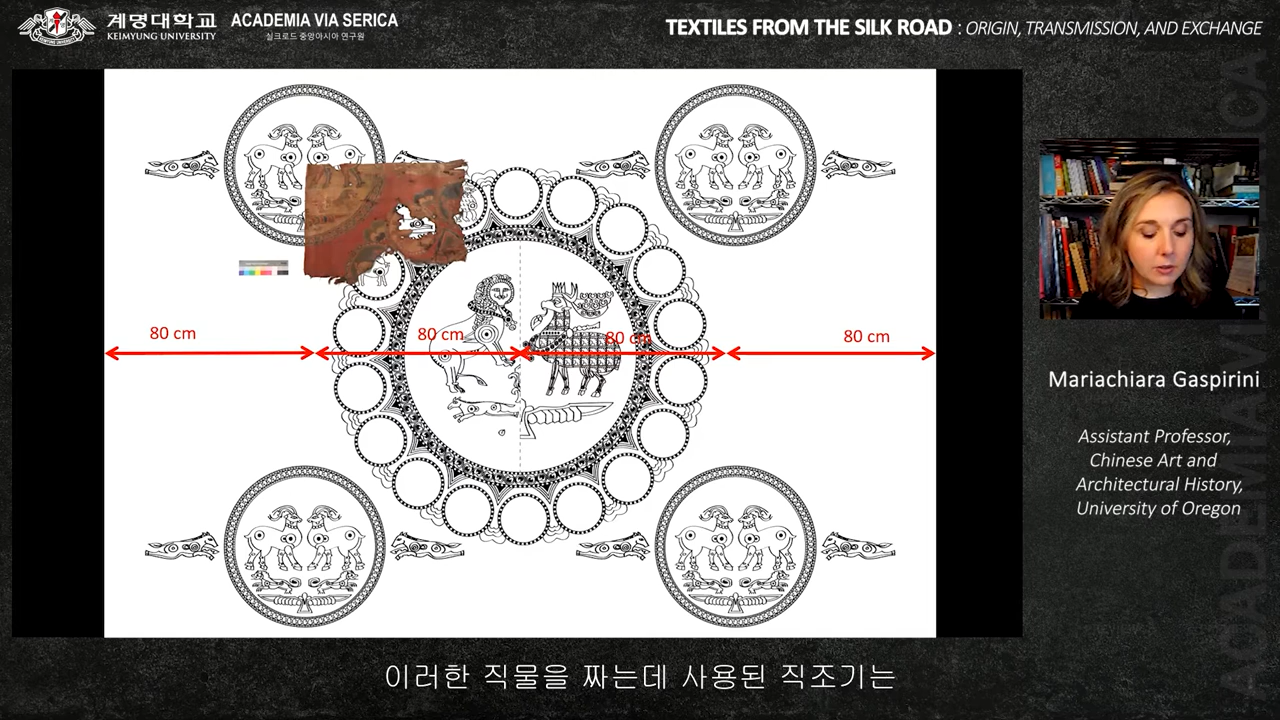 계명대학교
KEIMYUNG UNIVERSITY
ACADEMIA VIA SERICA
실크로드 중앙아시아 연구원
TEXTILES FROM THE SILK ROAD : ORIGIN, TRANSMISSION, AND EXCHANGE
80 cm
80 cm
80 cm
80 cm
Mariachiara Gaspirini
Assistant Professor,
Chinese Art and
Architectural History,
University of Oregon
이러한 직물을 짜는데 사용된 직조기는
ACADEMIA VIA SERICA